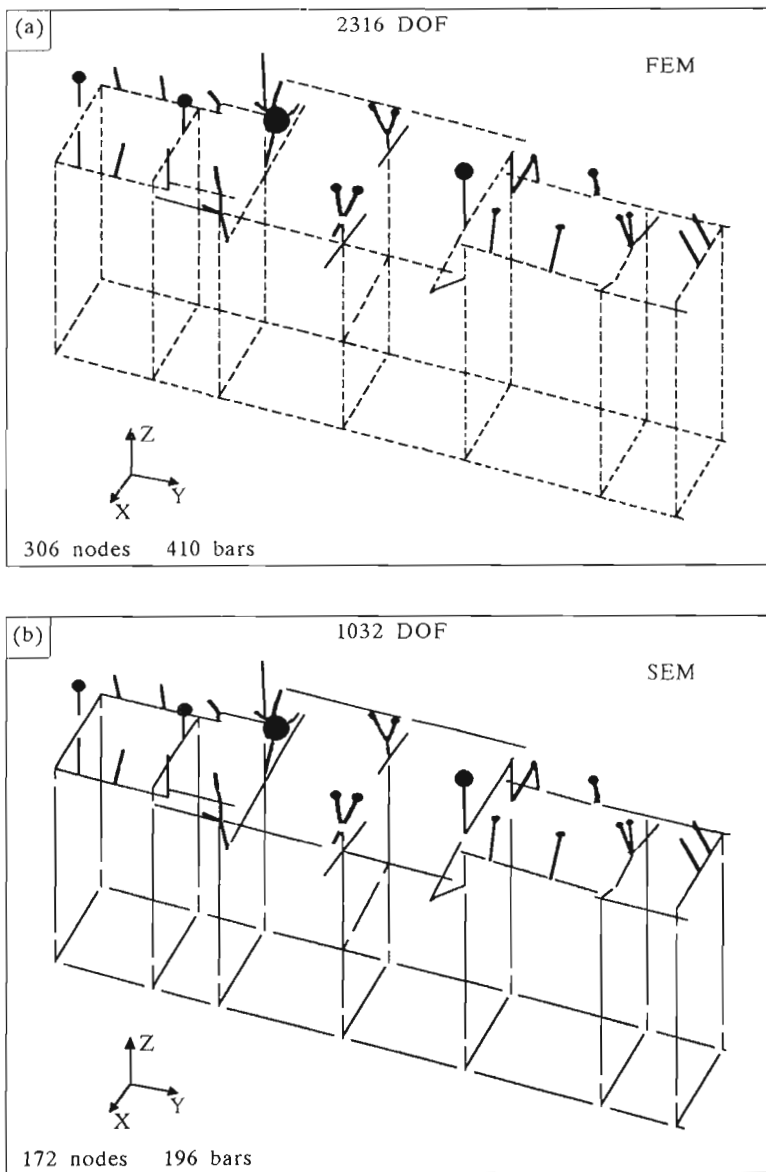 (a)
2316 DOF
FEM
Z
Y
X
306 nodes 410 bars
(b)
1032 DOF
SEM
Z
Y
X
172 nodes 196 bars